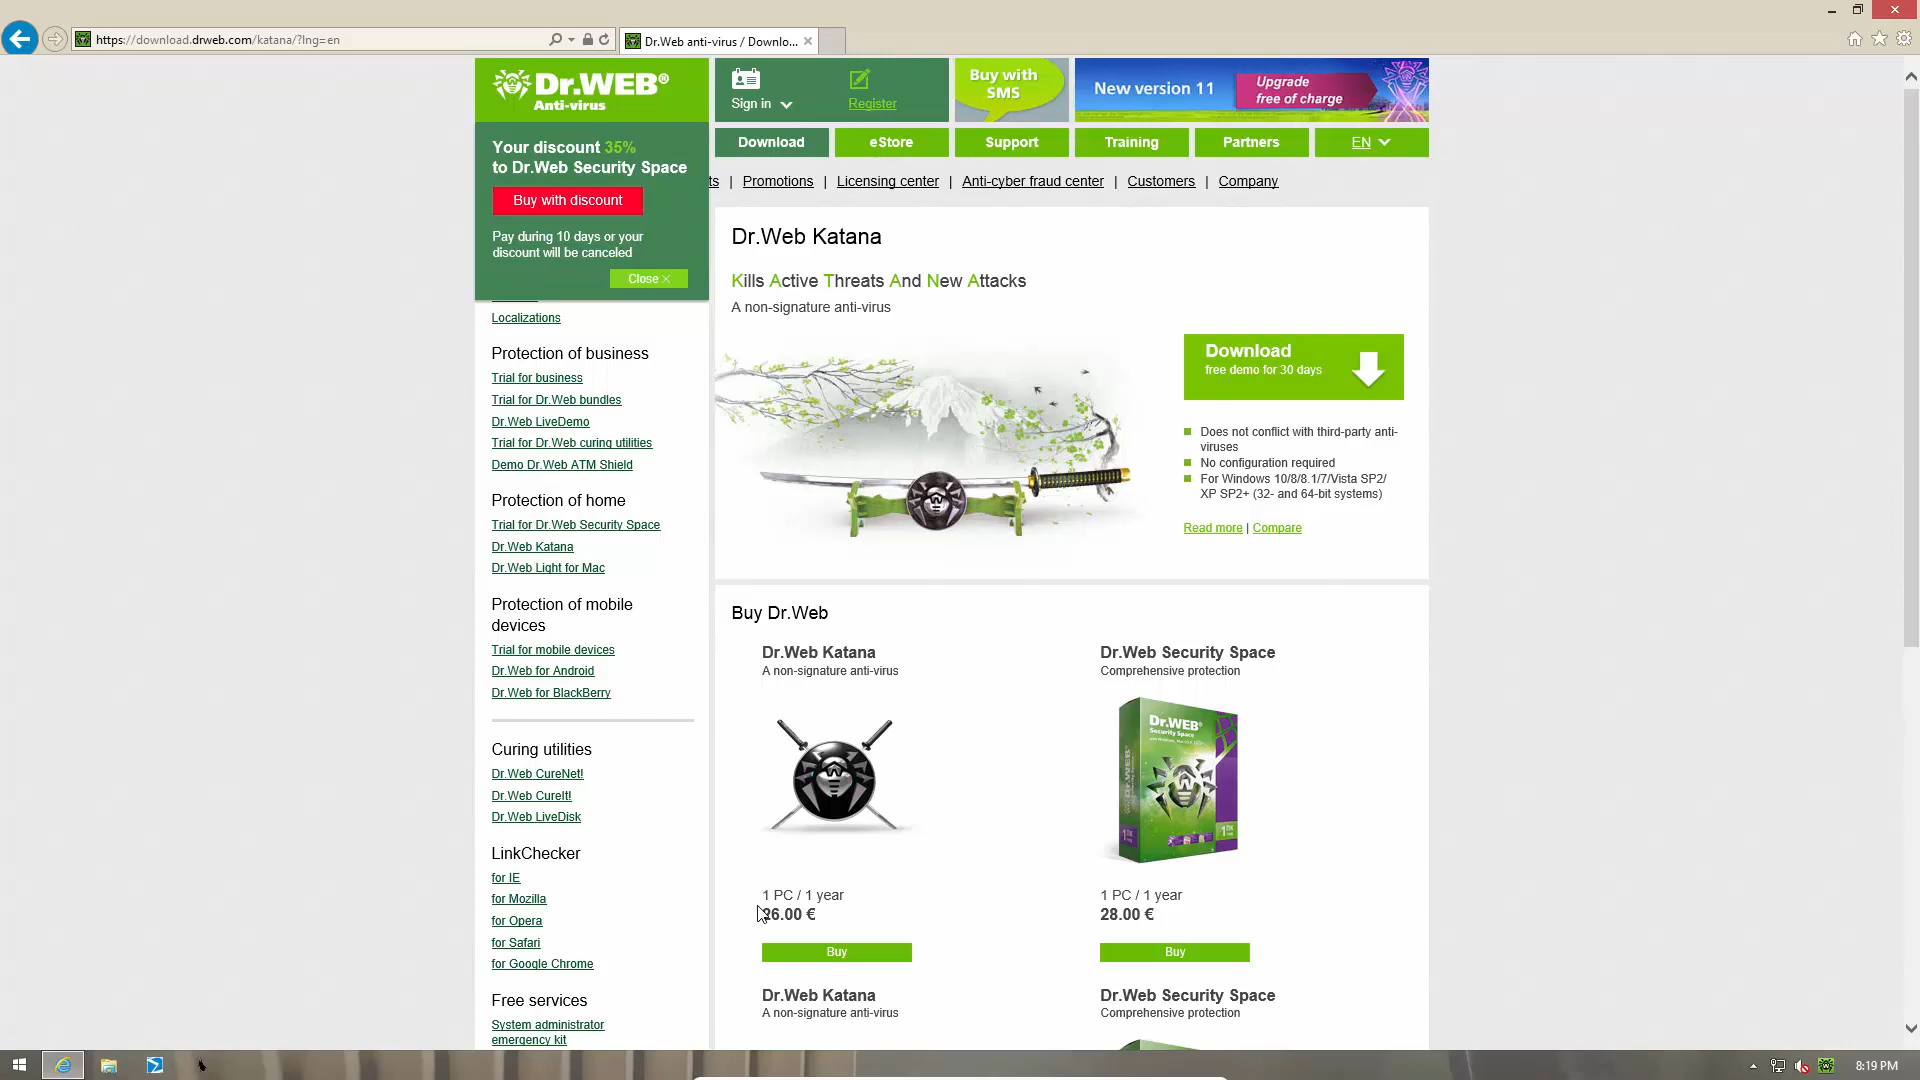 https://download.drweb.com/katana/?lng=en
Dr.Web anti-virus / Downlo...
Dr.WEB®
Anti-virus
Sign in
Register
Buy with
SMS
New version 11
Upgrade
free of charge
Your discount 35%
to Dr.Web Security Space
Buy with discount
Pay during 10 days or your
discount will be canceled
Close
Download
eStore
Support
Training
Partners
EN
ts | Promotions | Licensing center | Anti-cyber fraud center | Customers | Company
Localizations
Protection of business
Trial for business
Trial for Dr.Web bundles
Dr.Web LiveDemo
Trial for Dr.Web curing utilities
Demo Dr.Web ATM Shield
Protection of home
Trial for Dr.Web Security Space
Dr.Web Katana
Dr.Web Light for Mac
Protection of mobile
devices
Trial for mobile devices
Dr.Web for Android
Dr.Web for BlackBerry
Curing utilities
Dr.Web CureNet!
Dr.Web CureIt!
Dr.Web LiveDisk
LinkChecker
for IE
for Mozilla
for Opera
for Safari
for Google Chrome
Free services
System administrator
emergency kit
Dr.Web Katana
Kills Active Threats And New Attacks
A non-signature anti-virus
Download
free demo for 30 days
Does not conflict with third-party anti-
viruses
No configuration required
For Windows 10/8/8.1/7/Vista SP2/
XP SP2+ (32- and 64-bit systems)
Read more | Compare
Buy Dr.Web
Dr.Web Katana
A non-signature anti-virus
1 PC / 1 year
26.00 €
Buy
Dr.Web Security Space
Comprehensive protection
Dr.WEB®
Security Space
1 PC / 1 year
28.00 €
Buy
Dr.Web Katana
A non-signature anti-virus
Dr.Web Security Space
Comprehensive protection
8:19 PM